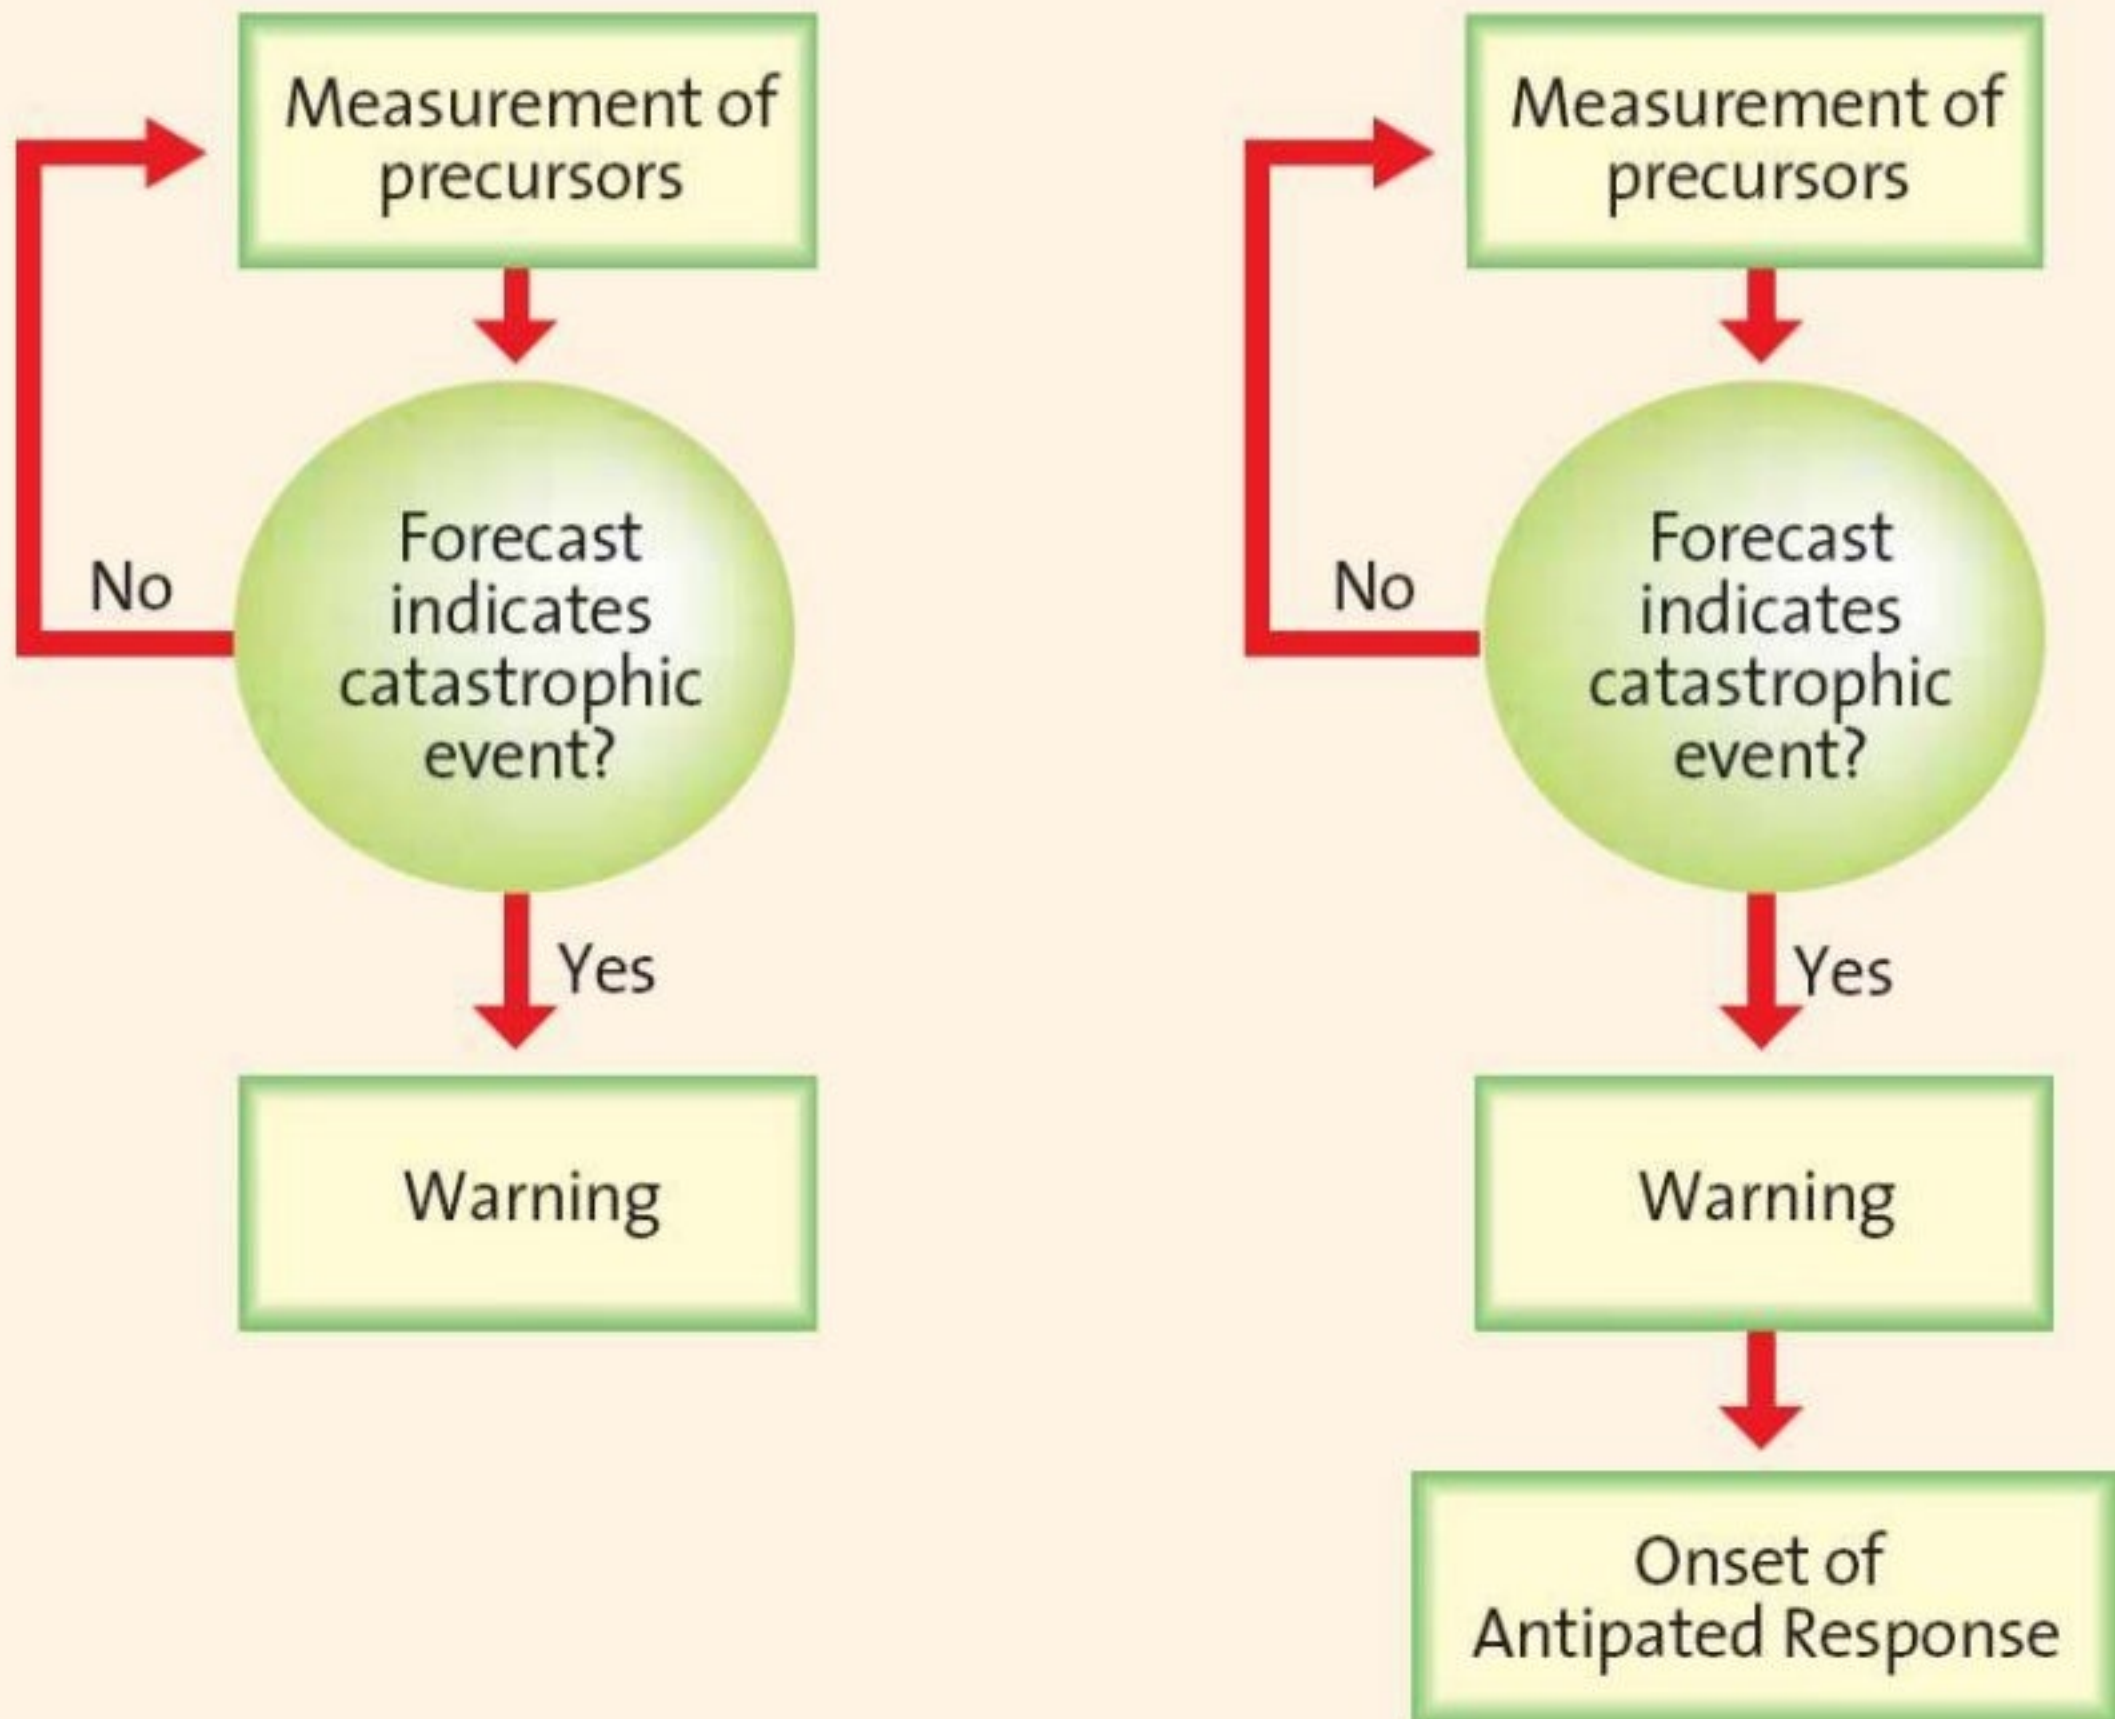 Measurement of
precursors
Forecast
indicates
catastrophic
event?
No
Yes
Warning
Measurement of
precursors
Forecast
indicates
catastrophic
event?
No
Yes
Warning
Onset of
Antipated Response